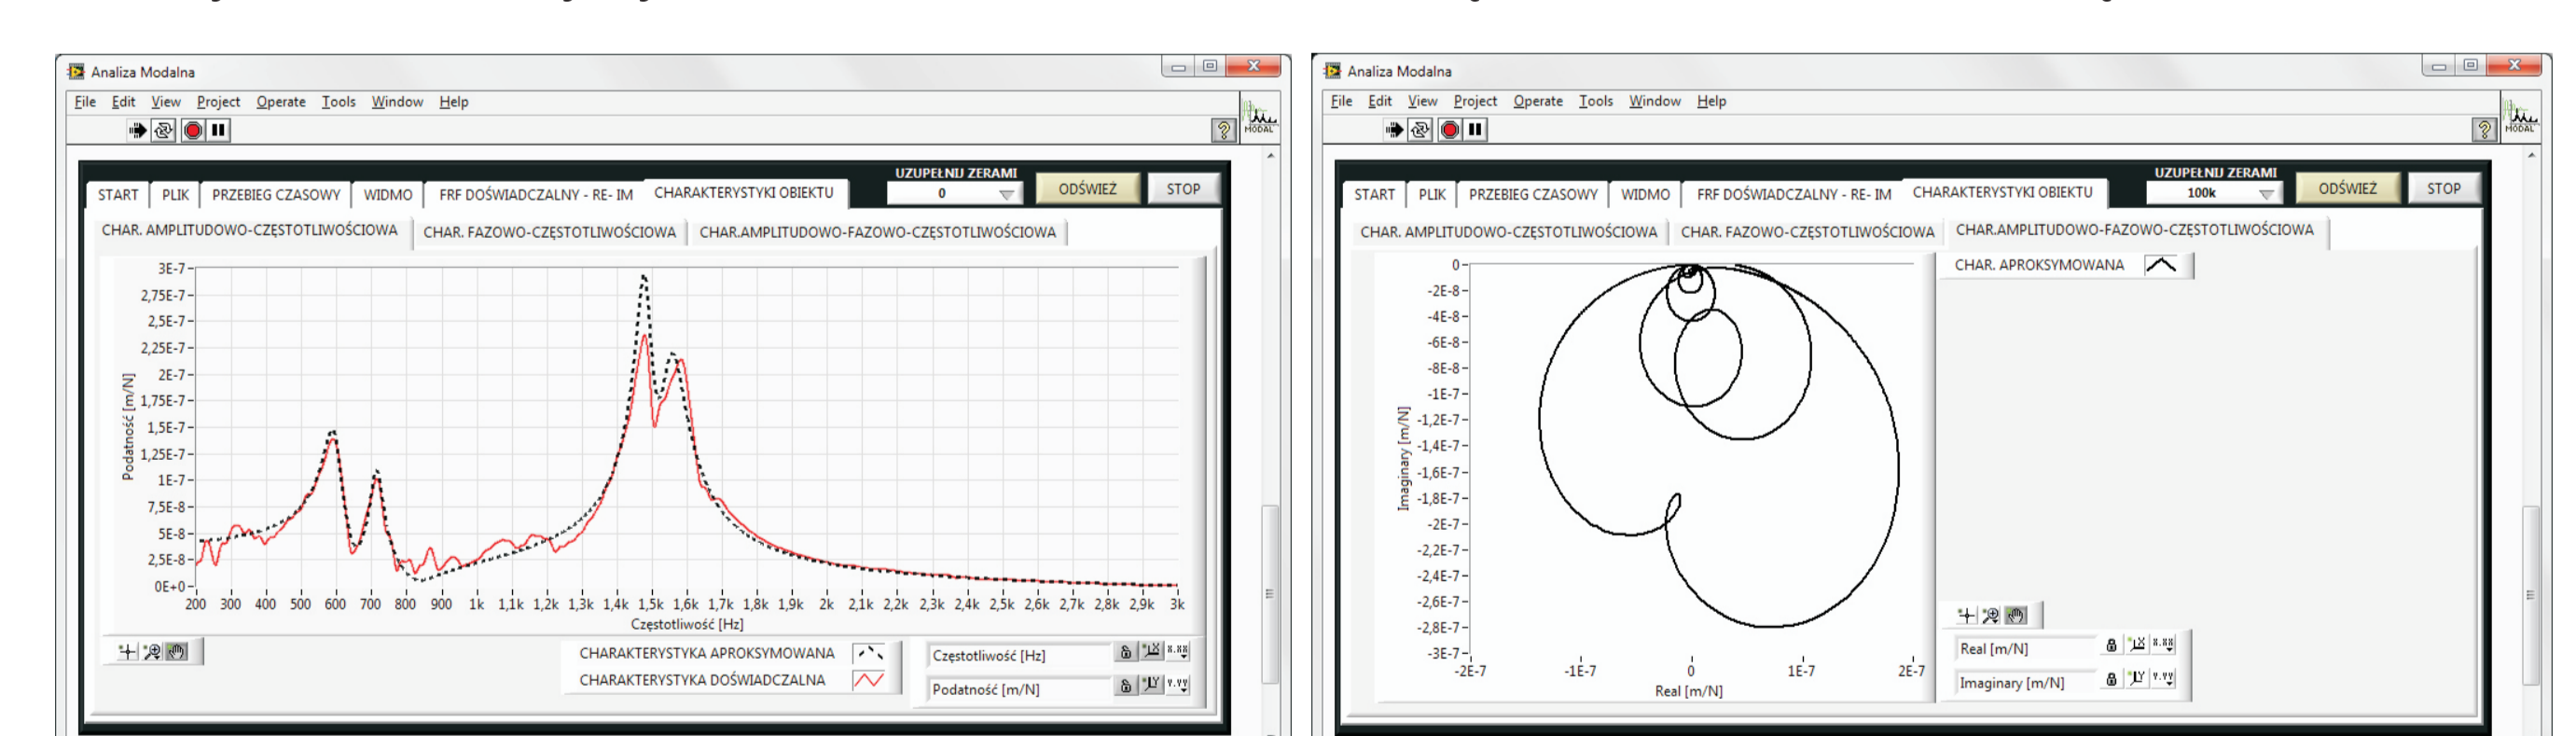 Analiza Modalna
File Edit View Project Operate Tools Window Help
MODAL
UZUPEŁNIJ ZERAMI
0
ODŚWIEŻ
STOP
START PLIK PRZEBIEG CZASOWY WIDMO FRF DOŚWIADCZALNY - RE- IM CHARAKTERYSTYKI OBIEKTU
CHAR. AMPLITUDOWO-CZĘSTOTLIWOŚCIOWA CHAR. FAZOWO-CZĘSTOTLIWOŚCIOWA CHAR.AMPLITUDOWO-FAZOWO-CZĘSTOTLIWOŚCIOWA
Podatność [m/N]
3E-7
2,75E-7
2,5E-7
2,25E-7
2E-7
1,75E-7
1,5E-7
1,25E-7
1E-7
7,5E-8
5E-8
2,5E-8
0E+0
200 300 400 500 600 700 800 900 1k 1,1k 1,2k 1,3k 1,4k 1,5k 1,6k 1,7k 1,8k 1,9k 2k 2,1k 2,2k 2,3k 2,4k 2,5k 2,6k 2,7k 2,8k 2,9k 3k
Częstotliwość [Hz]
CHARAKTERYSTYKA APROKSYMOWANA
CHARAKTERYSTYKA DOŚWIADCZALNA
Częstotliwość [Hz]
Podatność [m/N]
Analiza Modalna
File Edit View Project Operate Tools Window Help
MODAL
UZUPEŁNIJ ZERAMI
100k
ODŚWIEŻ
STOP
START PLIK PRZEBIEG CZASOWY WIDMO FRF DOŚWIADCZALNY - RE- IM CHARAKTERYSTYKI OBIEKTU
CHAR. AMPLITUDOWO-CZĘSTOTLIWOŚCIOWA CHAR. FAZOWO-CZĘSTOTLIWOŚCIOWA CHAR.AMPLITUDOWO-FAZOWO-CZĘSTOTLIWOŚCIOWA
CHAR. APROKSYMOWANA
Imaginary [m/N]
0
-2E-8
-4E-8
-6E-8
-8E-8
-1E-7
-1,2E-7
-1,4E-7
-1,6E-7
-1,8E-7
-2E-7
-2,2E-7
-2,4E-7
-2,6E-7
-2,8E-7
-3E-7
-2E-7 -1E-7 0 1E-7 2E-7
Real [m/N]
Real [m/N]
Imaginary [m/N]